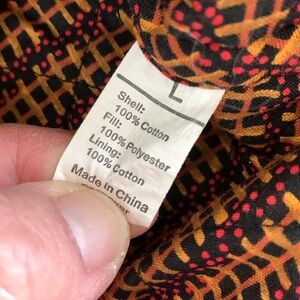 L
Shell:
100% Cotton
Fill:
100% Polyester
Lining:
100% Cotton
Made in China